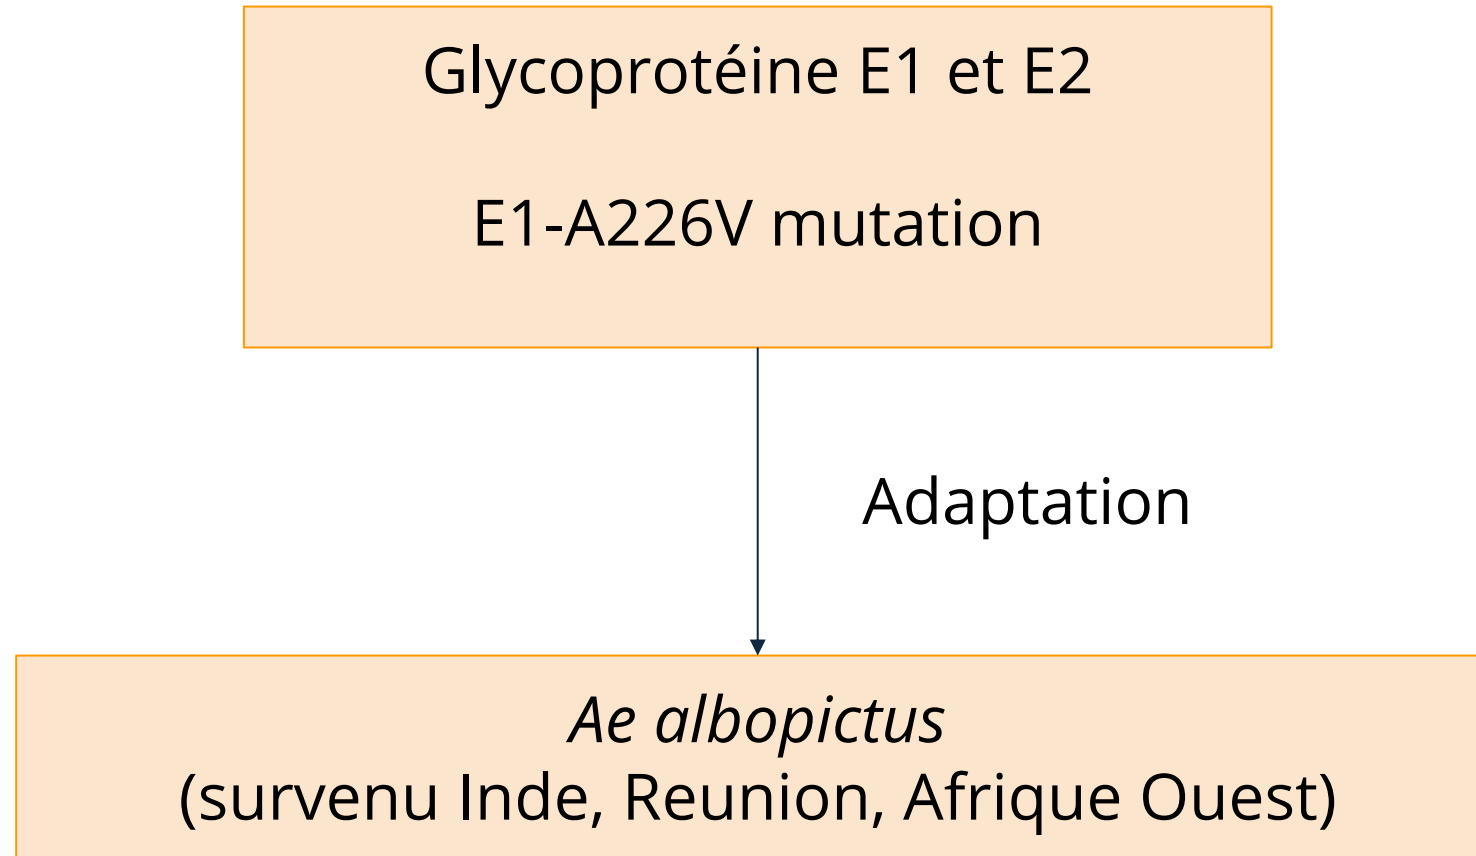 Glycoprotéine E1 et E2
E1-A226V mutation
Adaptation
Ae albopictus
(survenu Inde, Reunion, Afrique Ouest)